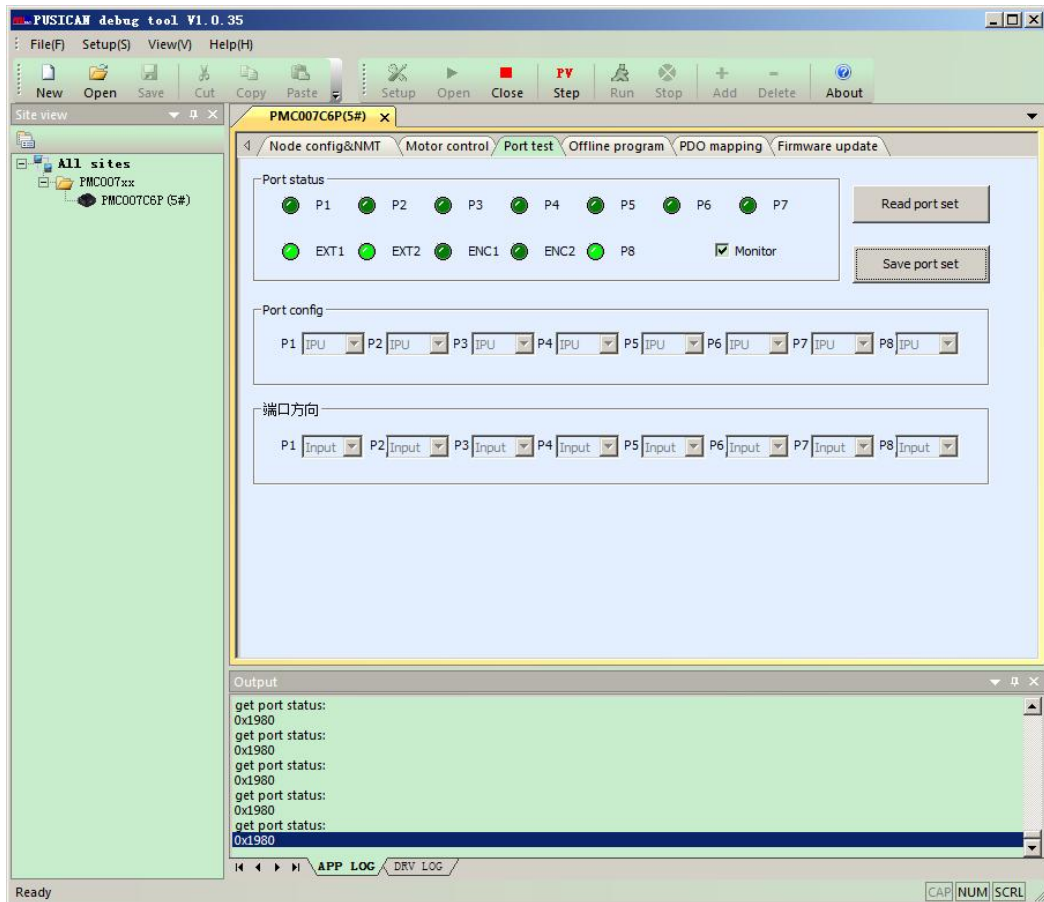 PUSICAN debug tool V1.0.35
File(F) Setup(S) View(V) Help(H)
New Open Save Cut Copy Paste Setup Open Close PV Step Run Stop Add Delete About
Site view
All sites
PMC007xx
PMC007C6P (5#)
PMC007C6P(5#) x
Node config&NMT Motor control Port test Offline program PDO mapping Firmware update
Port status
P1 P2 P3 P4 P5 P6 P7
EXT1 EXT2 ENC1 ENC2 P8 Monitor
Read port set
Save port set
Port config
P1 IPU P2 IPU P3 IPU P4 IPU P5 IPU P6 IPU P7 IPU P8 IPU
端口方向
P1 Input P2 Input P3 Input P4 Input P5 Input P6 Input P7 Input P8 Input
Output
get port status:
0x1980
get port status:
0x1980
get port status:
0x1980
get port status:
0x1980
get port status:
0x1980
APP LOG DRV LOG
Ready CAP NUM SCRL